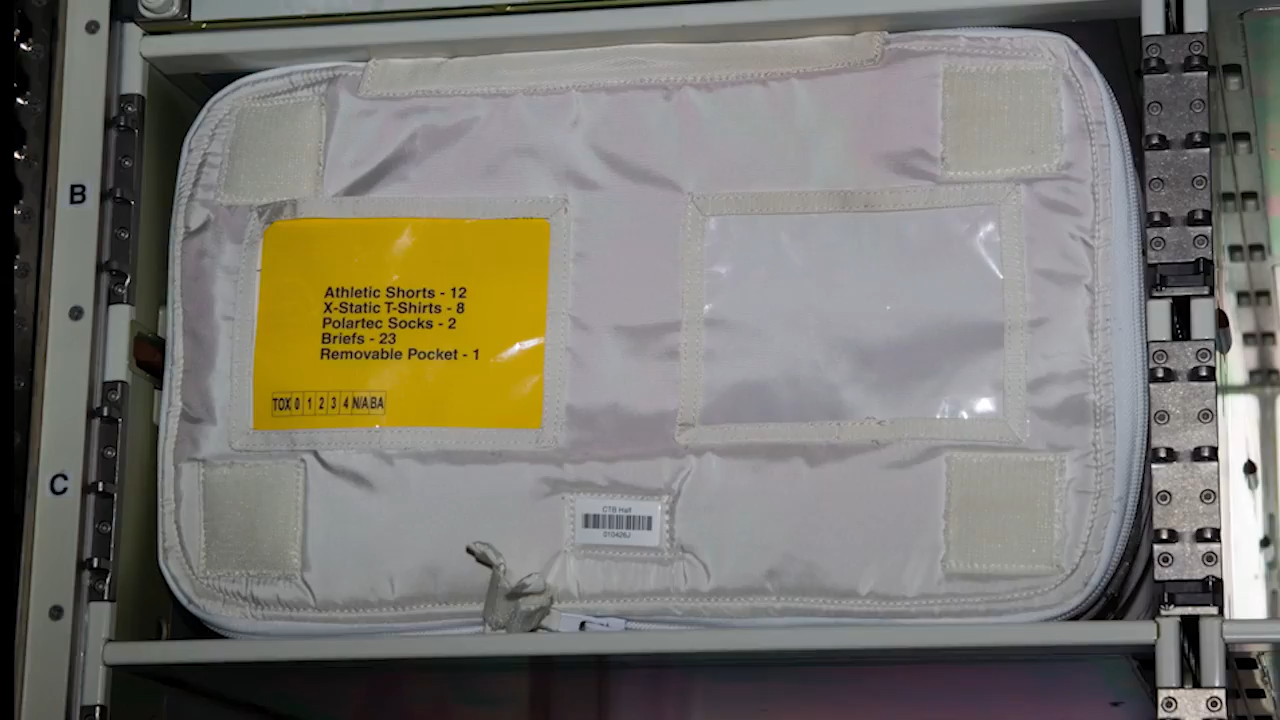 B
C
Athletic Shorts - 12
X-Static T-Shirts - 8
Polartec Socks - 2
Briefs - 23
Removable Pocket - 1
TOX 0 1 2 3 4 N/A BA
CTB Half
010426J